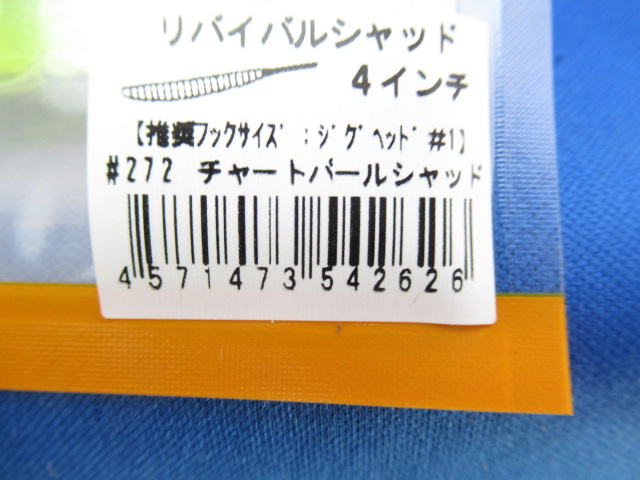 リバイバルシャッド
4インチ
【推奨フックサイズ:ジグヘッド#1】
#272 チャートパールシャッド
4571473542626